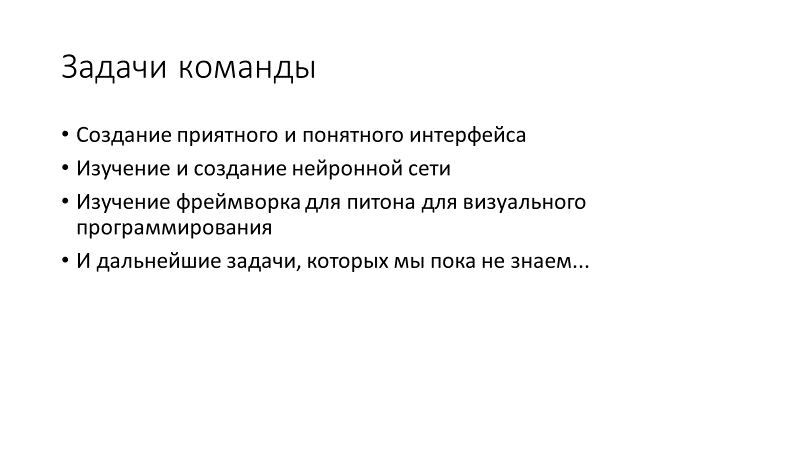 Задачи команды
• Создание приятного и понятного интерфейса
• Изучение и создание нейронной сети
• Изучение фреймворка для питона для визуального
программирования
• И дальнейшие задачи, которых мы пока не знаем...